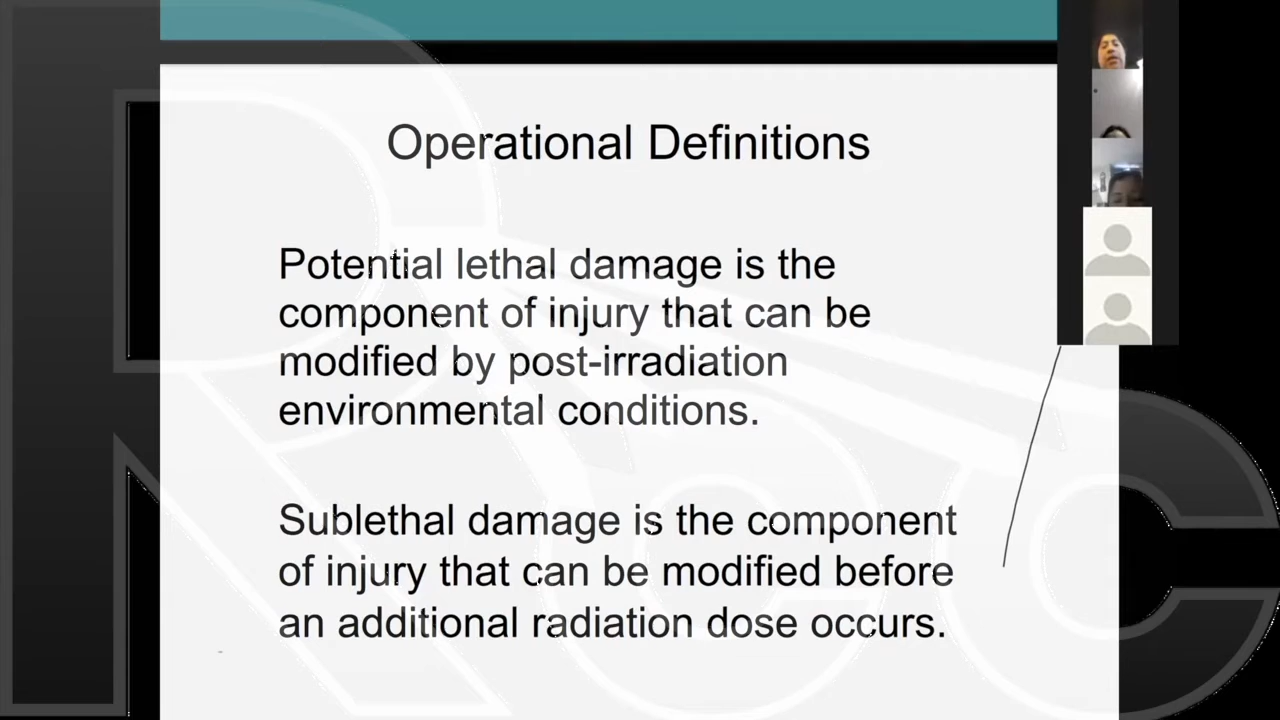 Operational Definitions
Potential lethal damage is the
component of injury that can be
modified by post-irradiation
environmental conditions.
Sublethal damage is the component
of injury that can be modified before
an additional radiation dose occurs.